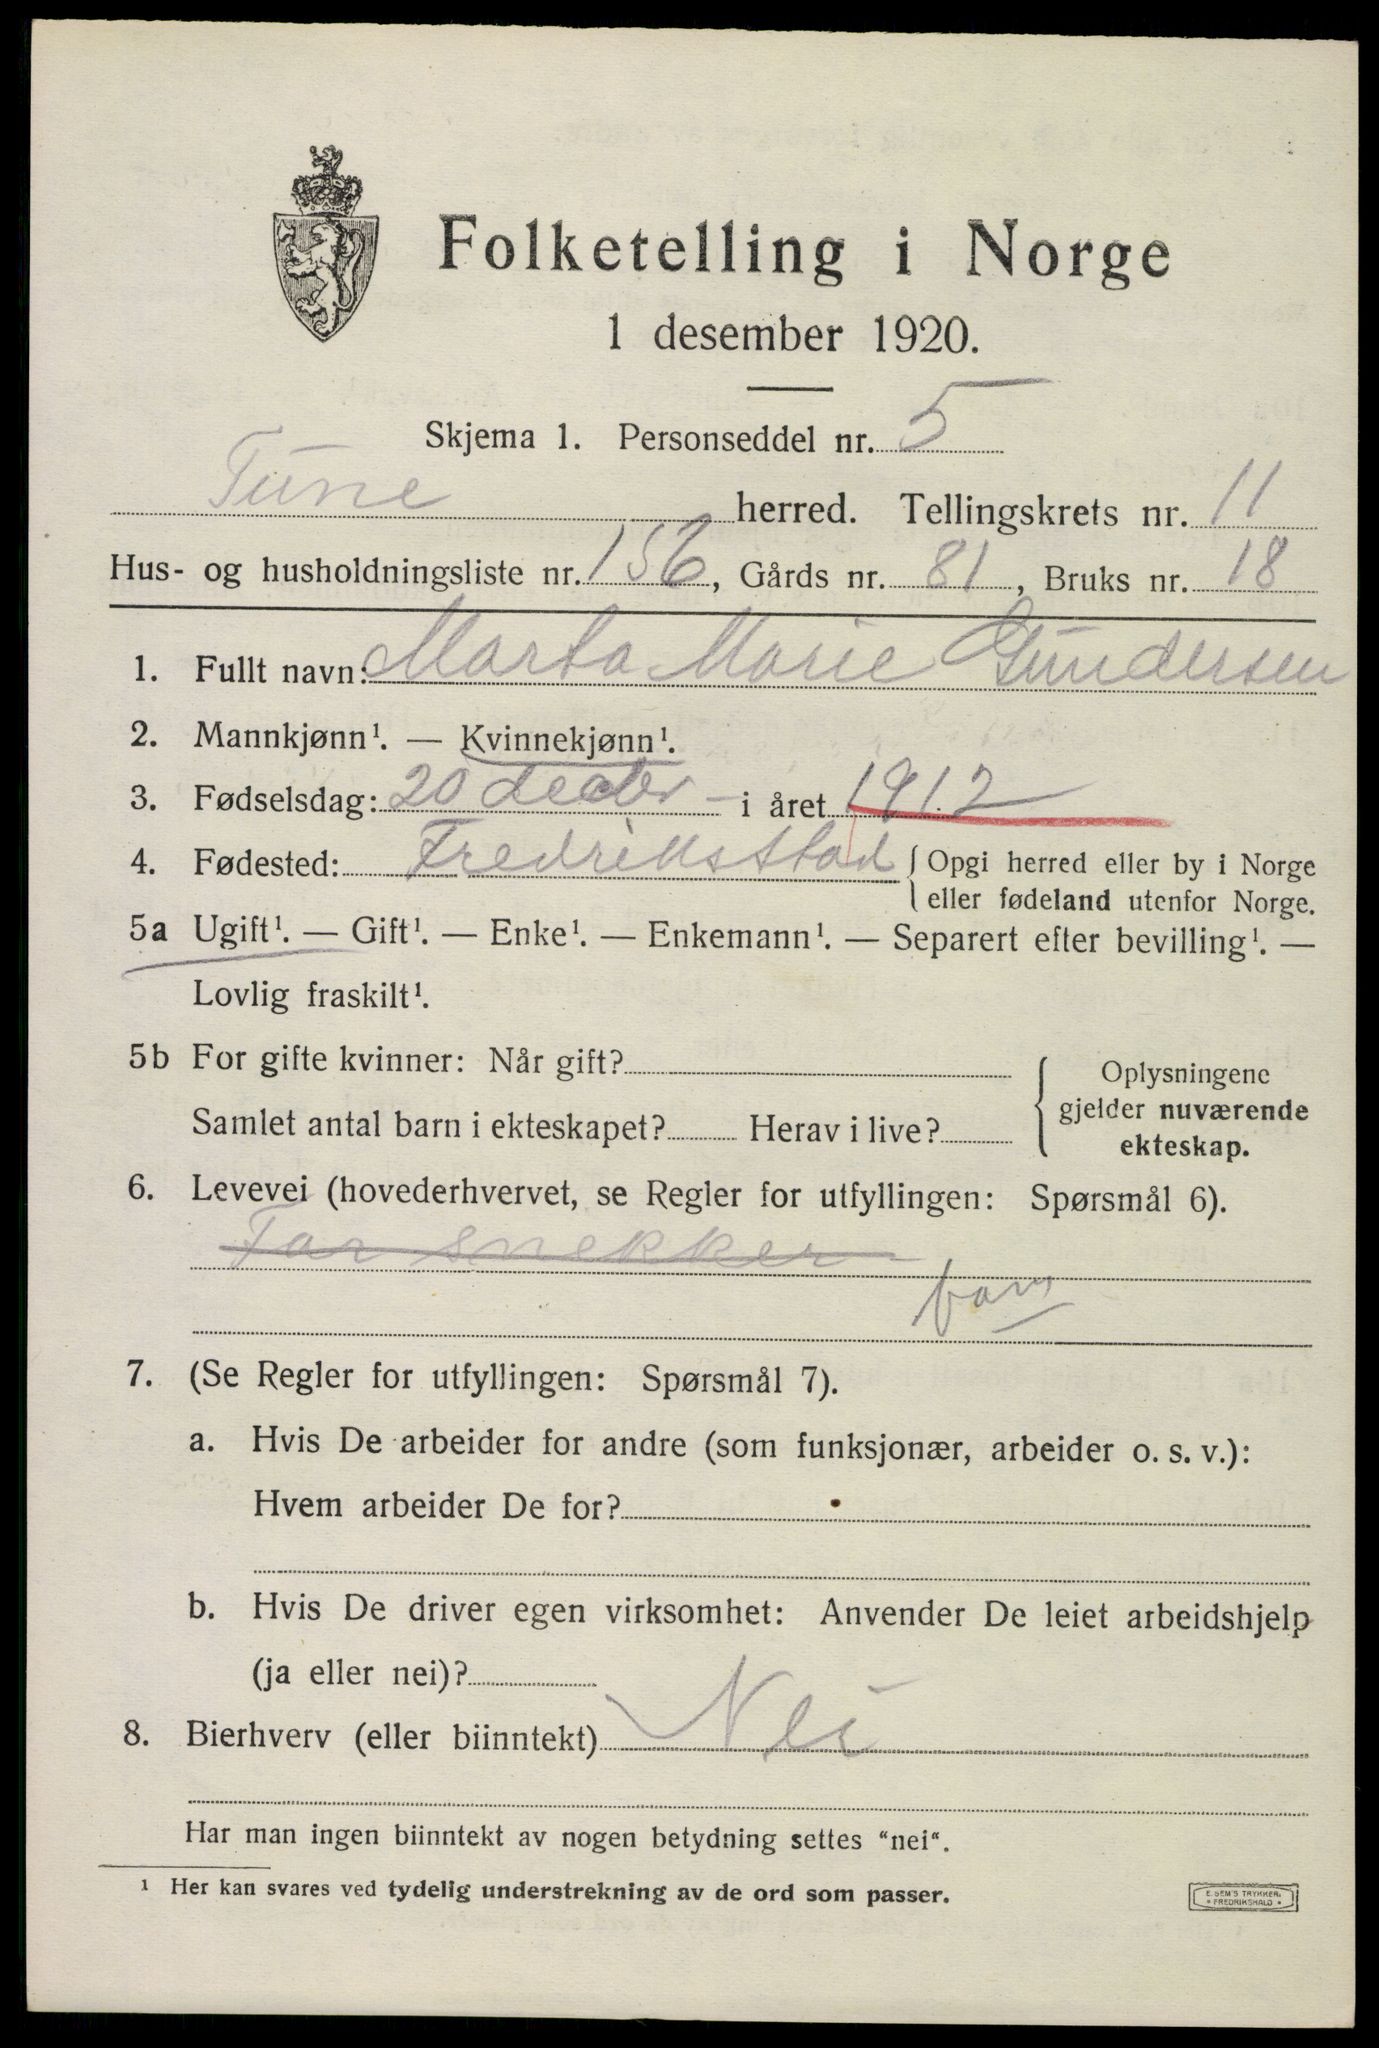 Folketelling i Norge
1 desember 1920.
Skjema 1. Personseddel nr. 5
Tune herred. Tellingskrets nr. 11
Hus- og husholdningsliste nr. 156, Gårds nr. 81, Bruks nr. 18
1. Fullt navn: Marta Marie Gundersen
2. Mannkjønn¹. — Kvinnekjønn¹.
3. Fødselsdag: 20 decbr - i året 1912
4. Fødested: Fredriksstad { Opgi herred eller by i Norge
eller fødeland utenfor Norge.
5a Ugift¹. — Gift¹. — Enke¹. — Enkemann¹. — Separert efter bevilling¹. —
Lovlig fraskilt¹.
5b For gifte kvinner: Når gift? { Oplysningene
gjelder nuværende
Samlet antal barn i ekteskapet? Herav i live?
ekteskap.
6. Levevei (hovederhvervet, se Regler for utfyllingen: Spørsmål 6).
Far snekker
barn
7. (Se Regler for utfyllingen: Spørsmål 7).
a. Hvis De arbeider for andre (som funksjonær, arbeider o. s. v.):
Hvem arbeider De for?
b. Hvis De driver egen virksomhet: Anvender De leiet arbeidshjelp
(ja eller nei)?
8. Bierhverv (eller biinntekt) Nei
Har man ingen biinntekt av nogen betydning settes "nei".
¹ Her kan svares ved tydelig understrekning av de ord som passer.
E. SEM'S TRYKKERI
• FREDRIKSHALD •